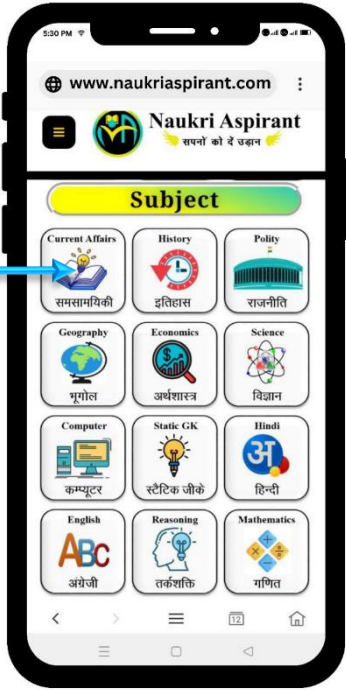 5:30 PM
www.naukriaspirant.com
Naukri Aspirant
सपनों को दें उड़ान
Subject
Current Affairs
समसामयिकी
History
इतिहास
Polity
राजनीति
Geography
भूगोल
Economics
अर्थशास्त्र
Science
विज्ञान
Computer
कम्प्यूटर
Static GK
स्टैटिक जीके
Hindi
अ
हिन्दी
English
ABC
अंग्रेजी
Reasoning
तर्कशक्ति
Mathematics
गणित
12